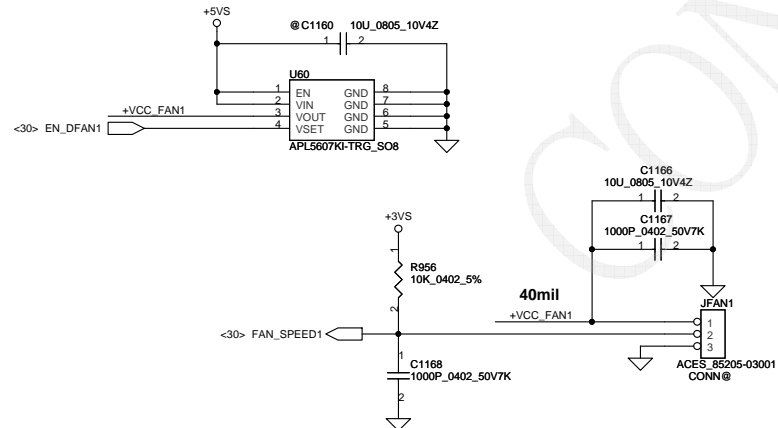 +5VS
@C1160 10U_0805_10V4Z
1 2
U60
1 EN GND 8
2 VIN GND 7
+VCC_FAN1 3 VOUT GND 6
<30> EN_DFAN1 4 VSET GND 5
APL5607KI-TRG_SO8
C1166
10U_0805_10V4Z
1 2
C1167
1000P_0402_50V7K
1 2
+3VS
1
R956
10K_0402_5%
2
40mil
+VCC_FAN1
JFAN1
1
<30> FAN_SPEED1
2
3
1
C1168
1000P_0402_50V7K
2
ACES_85205-03001
CONN@
CON